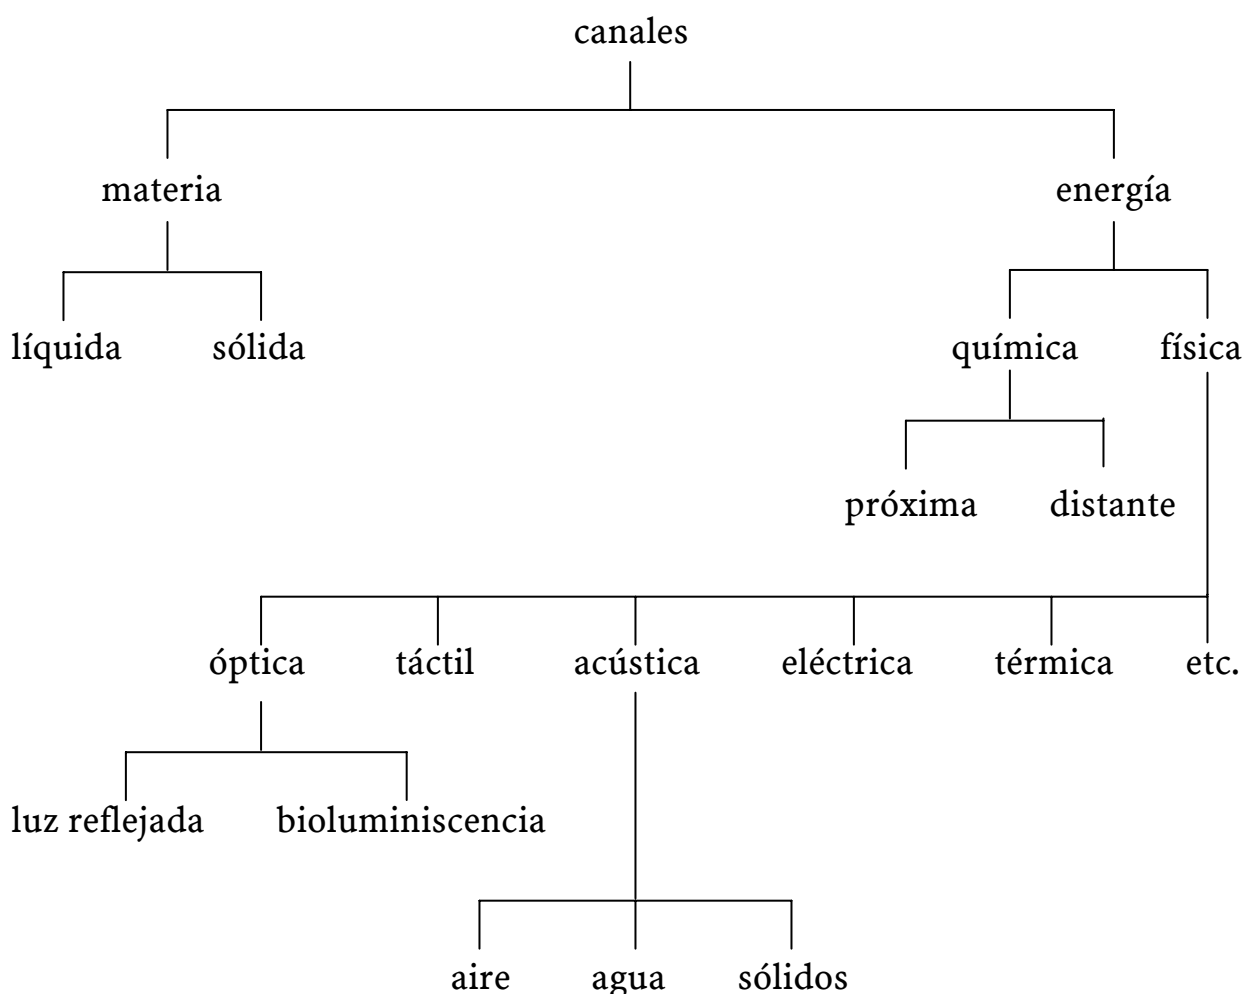 canales
materia energía
líquida sólida química física
próxima distante
óptica táctil acústica eléctrica térmica etc.
luz reflejada bioluminiscencia
aire agua sólidos